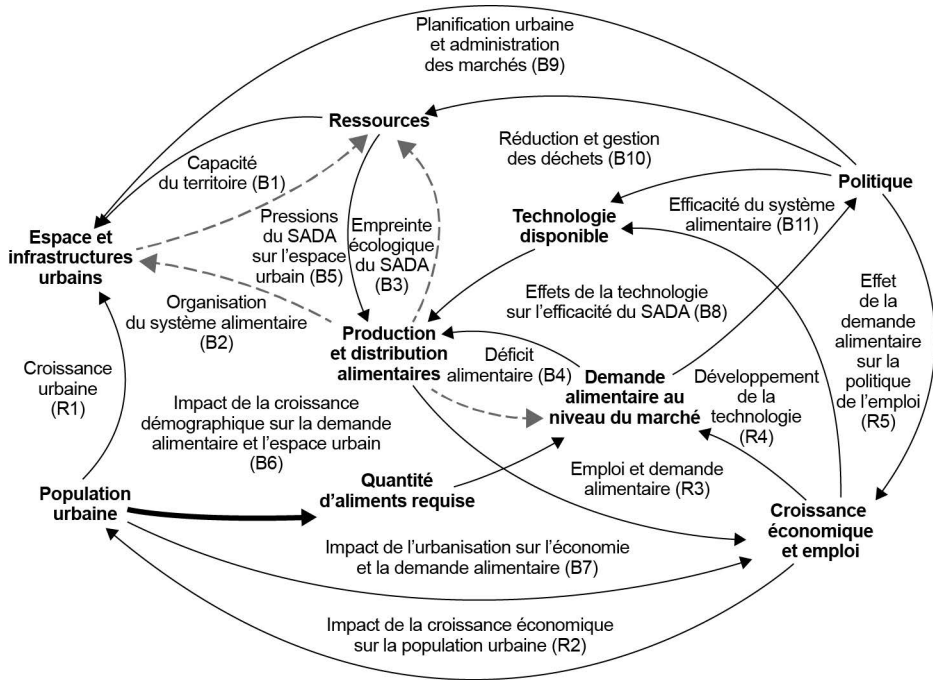 Planification urbaine
et administration
des marchés (B9)
Ressources
Capacité
du territoire (B1)
Réduction et gestion
des déchets (B10)
Politique
Pressions
du SADA
sur l’espace
urbain (B5)
Empreinte
écologique
du SADA
(B3)
Technologie
disponible
Efficacité du système
alimentaire (B11)
Espace et
infrastructures
urbains
Organisation
du système alimentaire
(B2)
Effets de la technologie
sur l’efficacité du SADA (B8)
Effet
de la
demande
alimentaire
sur la
politique
de l’emploi
(R5)
Production
et distribution
alimentaires
Déficit
alimentaire (B4)
Demande
alimentaire au
niveau du marché
Développement
de la
technologie
(R4)
Croissance
urbaine
(R1)
Impact de la croissance
démographique sur la demande
alimentaire et l’espace urbain
(B6)
Quantité
d’aliments requise
Emploi et demande
alimentaire (R3)
Population
urbaine
Croissance
économique
et emploi
Impact de l’urbanisation sur l’économie
et la demande alimentaire (B7)
Impact de la croissance économique
sur la population urbaine (R2)